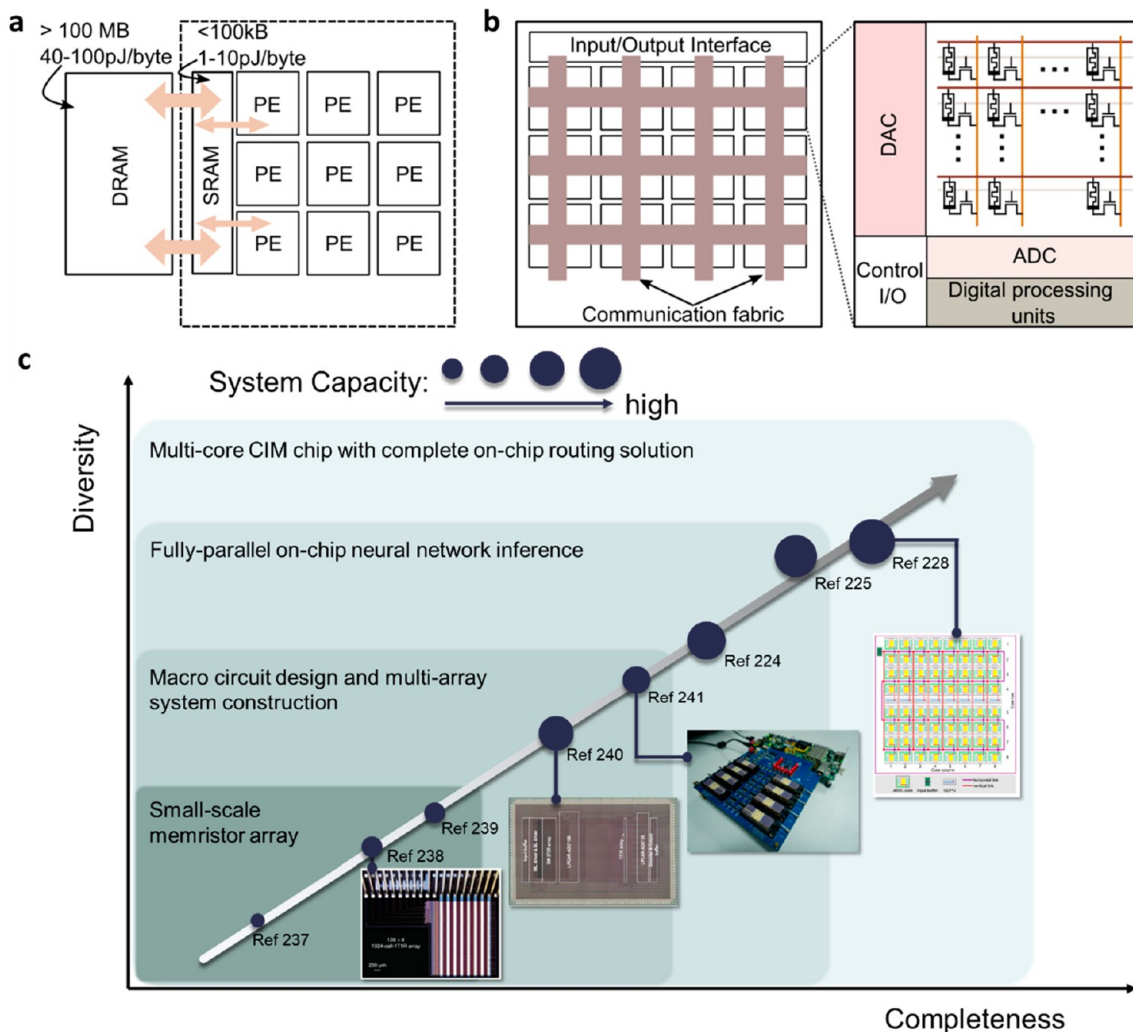 a
> 100 MB
40-100pJ/byte
<100kB
1-10pJ/byte
DRAM
SRAM
PE PE PE
PE PE PE
PE PE PE
b
Input/Output Interface
Communication fabric
DAC
Control
I/O
ADC
Digital processing
units
c
System Capacity:
high
Diversity
Multi-core CIM chip with complete on-chip routing solution
Fully-parallel on-chip neural network inference
Macro circuit design and multi-array
system construction
Small-scale
memristor array
Ref 228
Ref 225
Ref 224
Ref 241
Ref 240
Ref 239
Ref 238
Ref 237
200 μm
Completeness